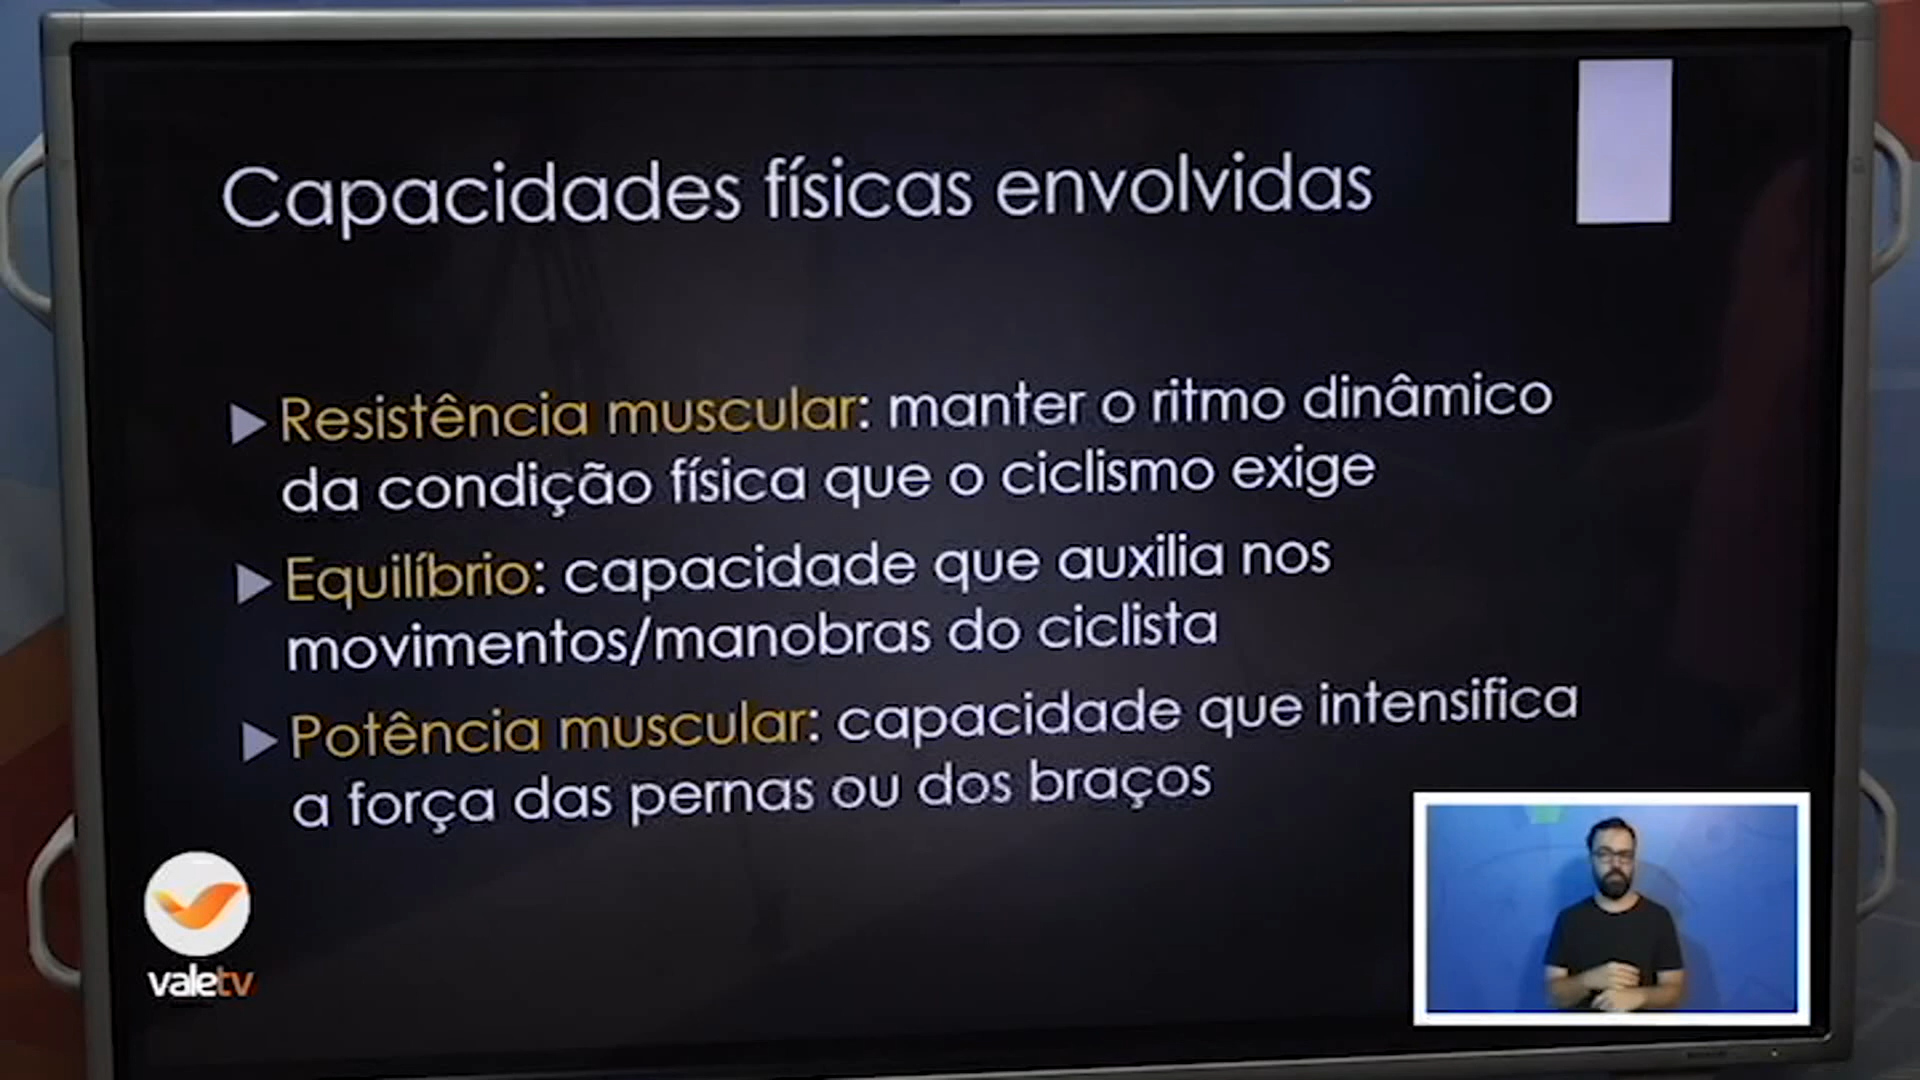 Capacidades físicas envolvidas
Resistência muscular: manter o ritmo dinâmico
da condição física que o ciclismo exige
Equilíbrio: capacidade que auxilia nos
movimentos/manobras do ciclista
Potência muscular: capacidade que intensifica
a força das pernas ou dos braços
valetv